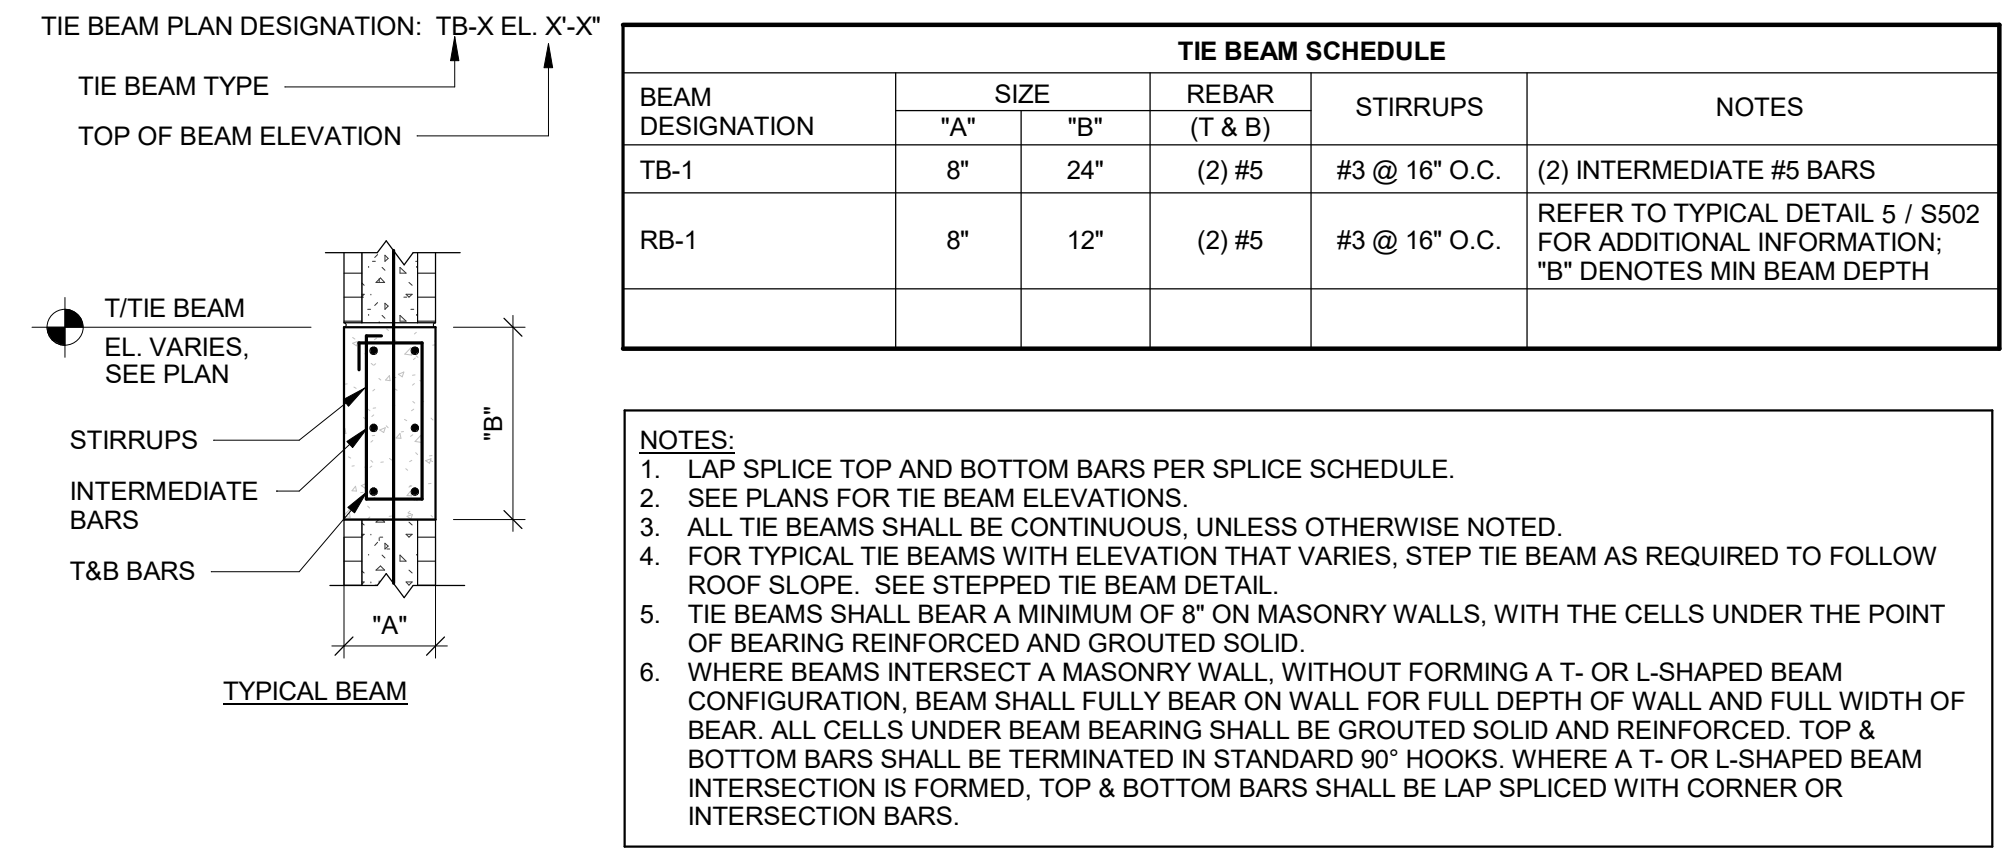 TIE BEAM PLAN DESIGNATION: TB-X EL. X'-X"
TIE BEAM TYPE
TOP OF BEAM ELEVATION
T/TIE BEAM
EL. VARIES,
SEE PLAN
STIRRUPS
INTERMEDIATE
BARS
T&B BARS
"B"
"A"
TYPICAL BEAM
TIE BEAM SCHEDULE
BEAM
DESIGNATION
SIZE
"A" "B"
REBAR
(T & B)
STIRRUPS
NOTES
TB-1 8" 24" (2) #5 #3 @ 16" O.C. (2) INTERMEDIATE #5 BARS
RB-1 8" 12" (2) #5 #3 @ 16" O.C. REFER TO TYPICAL DETAIL 5 / S502
FOR ADDITIONAL INFORMATION;
"B" DENOTES MIN BEAM DEPTH
NOTES:
1. LAP SPLICE TOP AND BOTTOM BARS PER SPLICE SCHEDULE.
2. SEE PLANS FOR TIE BEAM ELEVATIONS.
3. ALL TIE BEAMS SHALL BE CONTINUOUS, UNLESS OTHERWISE NOTED.
4. FOR TYPICAL TIE BEAMS WITH ELEVATION THAT VARIES, STEP TIE BEAM AS REQUIRED TO FOLLOW
ROOF SLOPE. SEE STEPPED TIE BEAM DETAIL.
5. TIE BEAMS SHALL BEAR A MINIMUM OF 8" ON MASONRY WALLS, WITH THE CELLS UNDER THE POINT
OF BEARING REINFORCED AND GROUTED SOLID.
6. WHERE BEAMS INTERSECT A MASONRY WALL, WITHOUT FORMING A T- OR L-SHAPED BEAM
CONFIGURATION, BEAM SHALL FULLY BEAR ON WALL FOR FULL DEPTH OF WALL AND FULL WIDTH OF
BEAR. ALL CELLS UNDER BEAM BEARING SHALL BE GROUTED SOLID AND REINFORCED. TOP &
BOTTOM BARS SHALL BE TERMINATED IN STANDARD 90° HOOKS. WHERE A T- OR L-SHAPED BEAM
INTERSECTION IS FORMED, TOP & BOTTOM BARS SHALL BE LAP SPLICED WITH CORNER OR
INTERSECTION BARS.